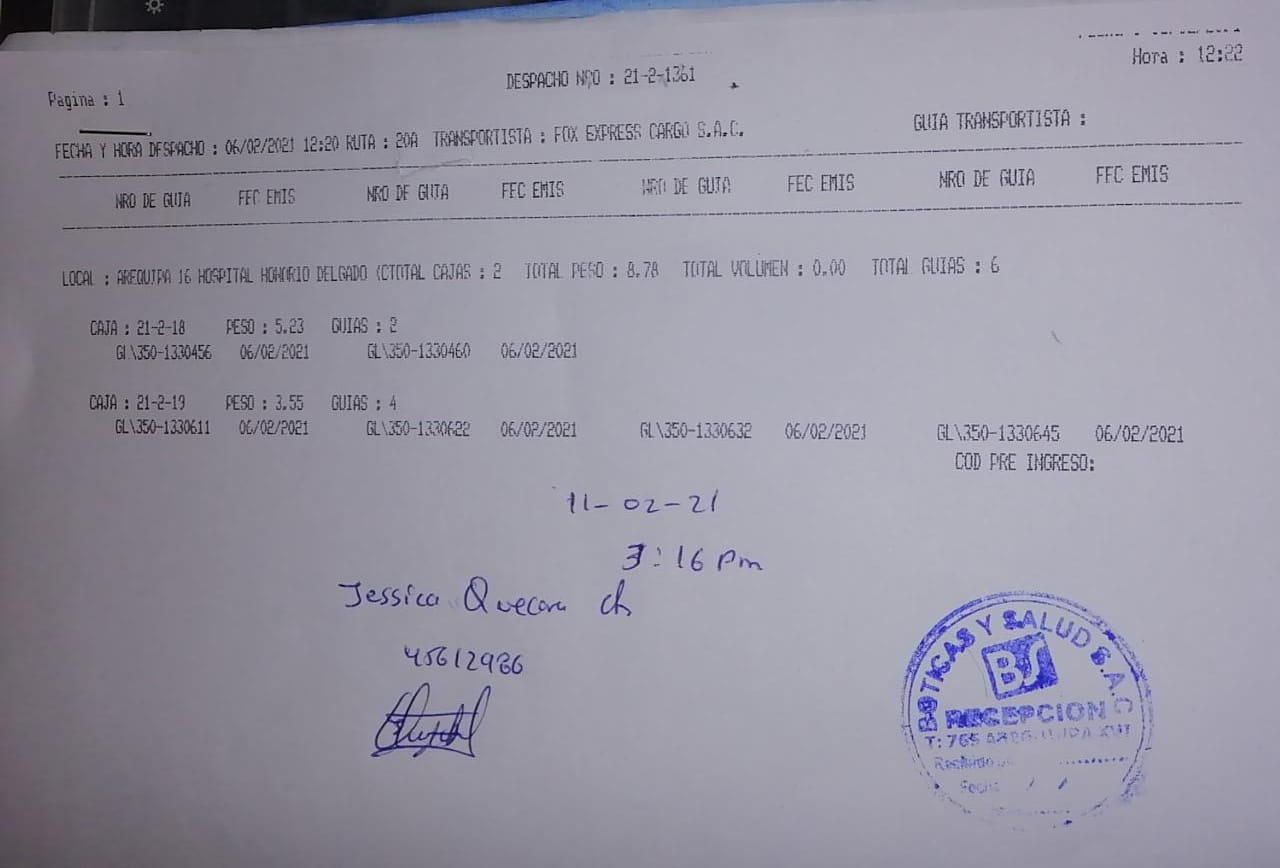 Hora : 12:22
DESPACHO NRO : 21-2-1361
Pagina : 1
GUIA TRANSPORTISTA :
FECHA Y HORA DESPACHO : 06/02/2021 12:20 RUTA : 20A TRANSPORTISTA : FOX EXPRESS CARGO S.A.C.
NRO DE GUIA FEC EMIS NRO DE GUIA FEC EMIS NRO DE GUIA FEC EMIS NRO DE GUIA FEC EMIS
LOCAL : AREQUIPA 16 HOSPITAL HONORIO DELGADO (CTOTAL CAJAS : 2 TOTAL PESO : 8.78 TOTAL VOLUMEN : 0.00 TOTAL GUIAS : 6
CAJA : 21-2-18 PESO : 5.23 GUIAS : 2
GL\350-1330456 06/02/2021 GL\350-1330460 06/02/2021
CAJA : 21-2-19 PESO : 3.55 GUIAS : 4
GL\350-1330611 06/02/2021 GL\350-1330622 06/02/2021 GL\350-1330632 06/02/2021 GL\350-1330645 06/02/2021
COD PRE INGRESO:
11-02-21
3:16 pm
Jessica Quecara ch
45612986
BOTICAS Y SALUD S.A.C
BS
RECEPCION
T: 765 AREQUIPA
Recibido
Fecha / /